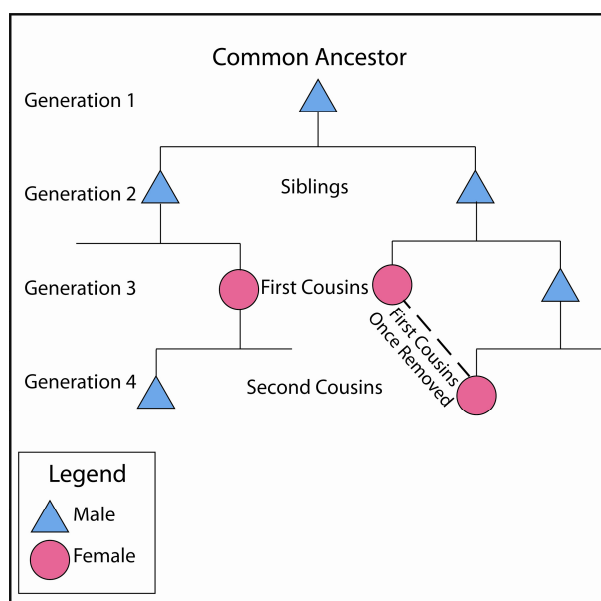 Common Ancestor
Generation 1
Generation 2
Siblings
Generation 3
First Cousins
First Cousins
Once Removed
Generation 4
Second Cousins
Legend
Male
Female